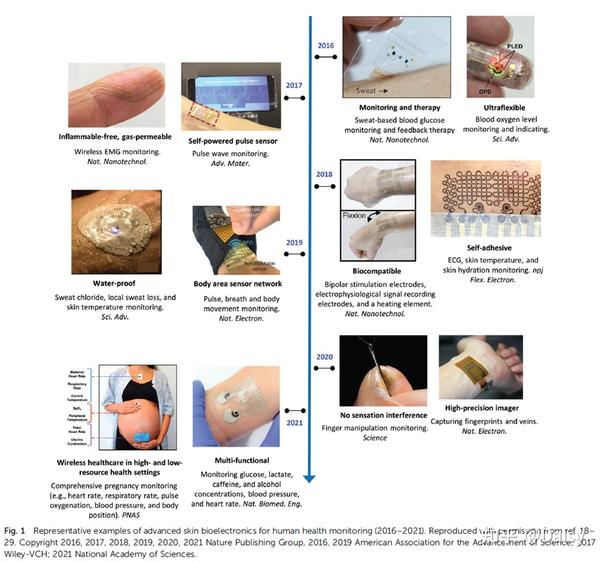 2016
PLED
OPD
Sweat
Monitoring and therapy
Sweat-based blood glucose
monitoring and feedback therapy
Nat. Nanotechnol.
Ultraflexible
Blood oxygen level
monitoring and indicating.
Sci. Adv.
2017
Inflammable-free, gas-permeable
Wireless EMG monitoring.
Nat. Nanotechnol.
Self-powered pulse sensor
Pulse wave monitoring.
Adv. Mater.
2018
Flexion
Biocompatible
Bipolar stimulation electrodes,
electrophysiological signal recording
electrodes, and a heating element.
Nat. Nanotechnol.
Self-adhesive
ECG, skin temperature, and
skin hydration monitoring. npj
Flex. Electron.
2019
Water-proof
Sweat chloride, local sweat loss, and
skin temperature monitoring.
Sci. Adv.
Body area sensor network
Pulse, breath and body
movement monitoring.
Nat. Electron.
2020
No sensation interference
Finger manipulation monitoring.
Science
High-precision imager
Capturing fingerprints and veins.
Nat. Electron.
2021
Maternal
Heart Rate
Respiratory
Rate
Central
Temperature
SpO2
Peripheral
Temperature
Fetal
Heart Rate
Uterine
Contraction
Wireless healthcare in high- and low-
resource health settings
Comprehensive pregnancy monitoring
(e.g., heart rate, respiratory rate, pulse
oxygenation, blood pressure, and body
position). PNAS
Multi-functional
Monitoring glucose, lactate,
caffeine, and alcohol
concentrations, blood pressure,
and heart rate. Nat. Biomed. Eng.
Fig. 1 Representative examples of advanced skin bioelectronics for human health monitoring (2016–2021). Reproduced with permission from ref. 18–
29. Copyright 2016, 2017, 2018, 2019, 2020, 2021 Nature Publishing Group, 2016, 2019 American Association for the Advancement of Science; 2017
Wiley-VCH; 2021 National Academy of Sciences.
知乎 @Daisy